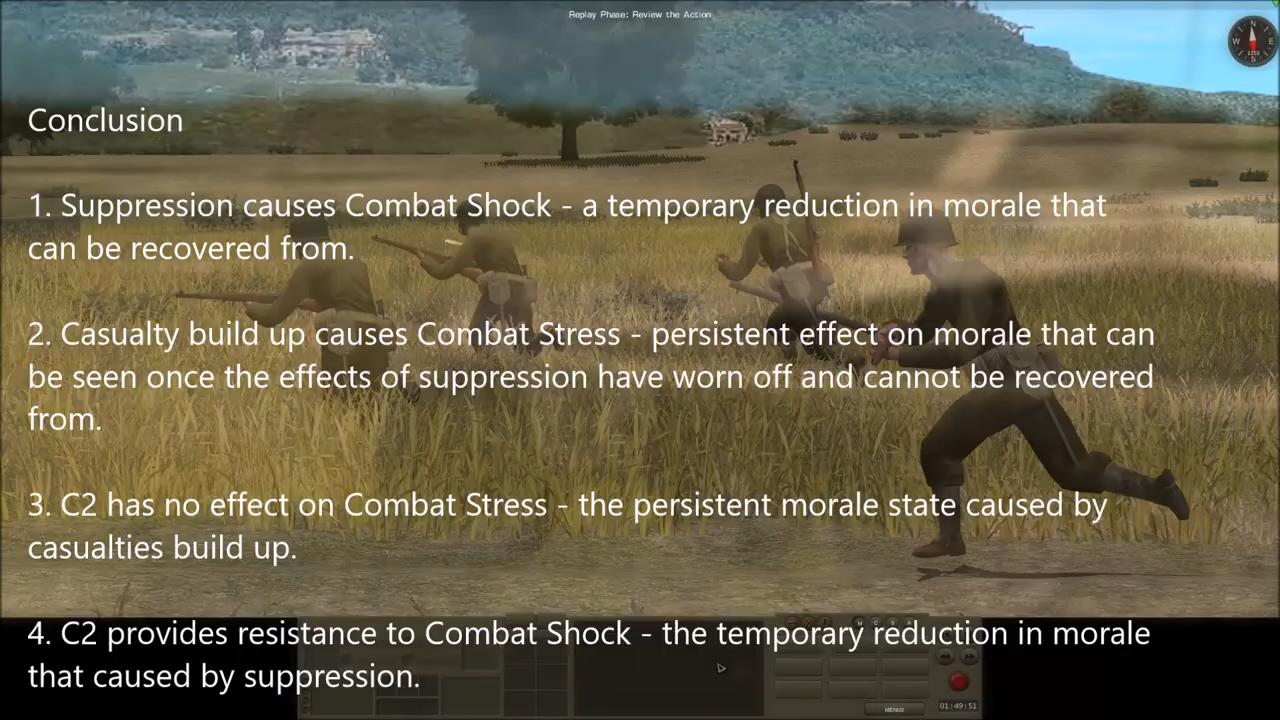 Replay Phase: Review the Action
N
W E
S
Conclusion
1. Suppression causes Combat Shock - a temporary reduction in morale that
can be recovered from.
2. Casualty build up causes Combat Stress - persistent effect on morale that can
be seen once the effects of suppression have worn off and cannot be recovered
from.
3. C2 has no effect on Combat Stress - the persistent morale state caused by
casualties build up.
4. C2 provides resistance to Combat Shock - the temporary reduction in morale
that caused by suppression.
MENUS
01:49:51